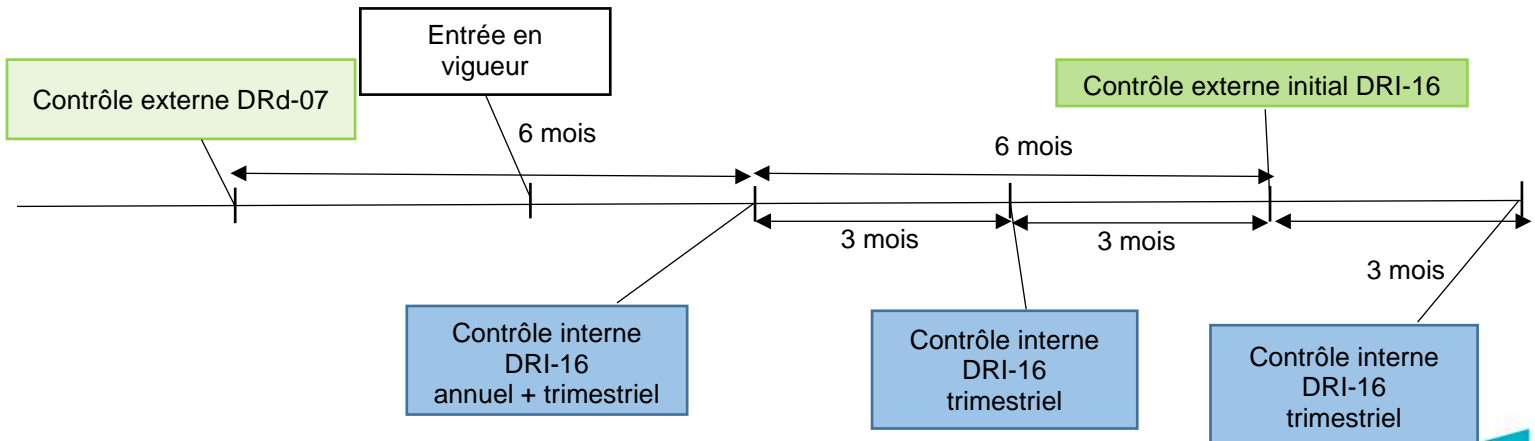 Entrée en
vigueur
Contrôle externe DRd-07
Contrôle externe initial DRI-16
6 mois
6 mois
3 mois
3 mois
3 mois
Contrôle interne
DRI-16
annuel + trimestriel
Contrôle interne
DRI-16
trimestriel
Contrôle interne
DRI-16
trimestriel